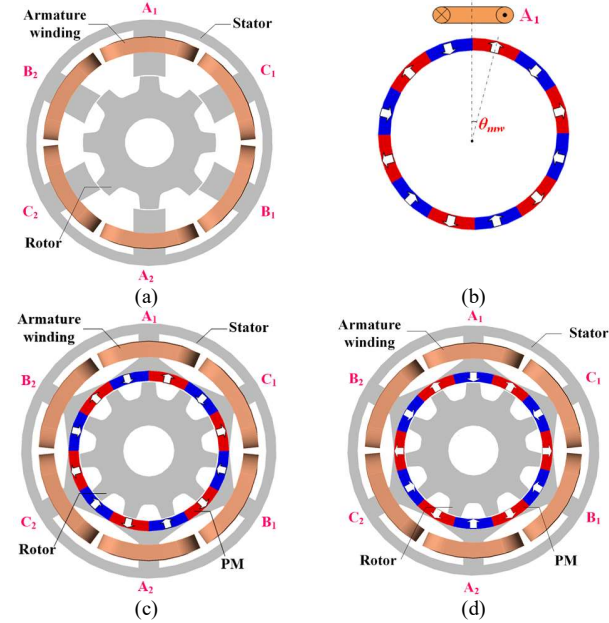 A1
Armature
winding
Stator
B2
C1
C2
B1
Rotor
A2
(a)
A1
θmw
(b)
A1
Armature
winding
Stator
B2
C1
C2
B1
Rotor
PM
A2
(c)
A1
Armature
winding
Stator
B2
C1
C2
B1
Rotor
PM
A2
(d)